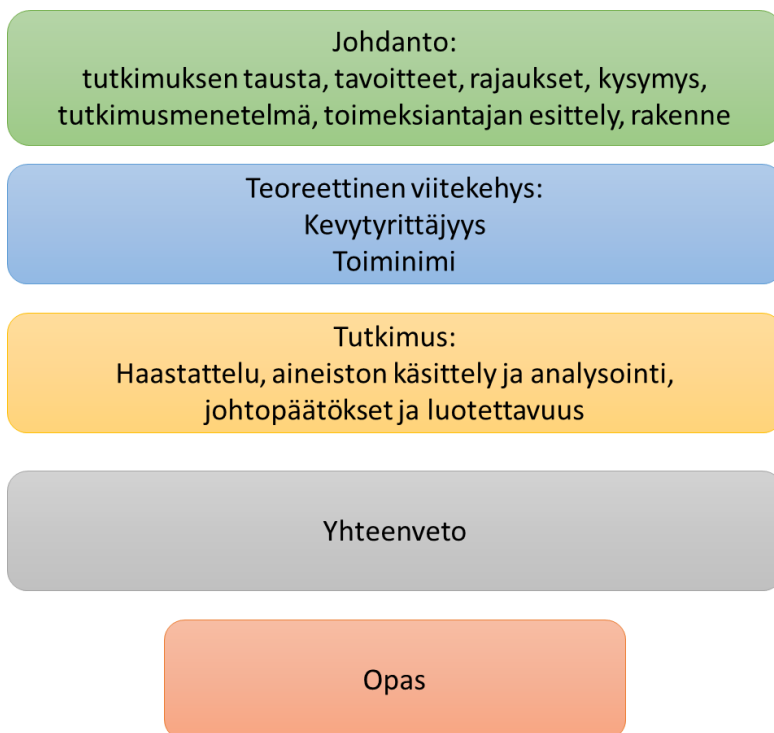 Johdanto:
tutkimuksen tausta, tavoitteet, rajaukset, kysymys,
tutkimusmenetelmä, toimeksiantajan esittely, rakenne
Teoreettinen viitekehys:
Kevytyrittäjyys
Toiminimi
Tutkimus:
Haastattelu, aineiston käsittely ja analysointi,
johtopäätökset ja luotettavuus
Yhteenveto
Opas